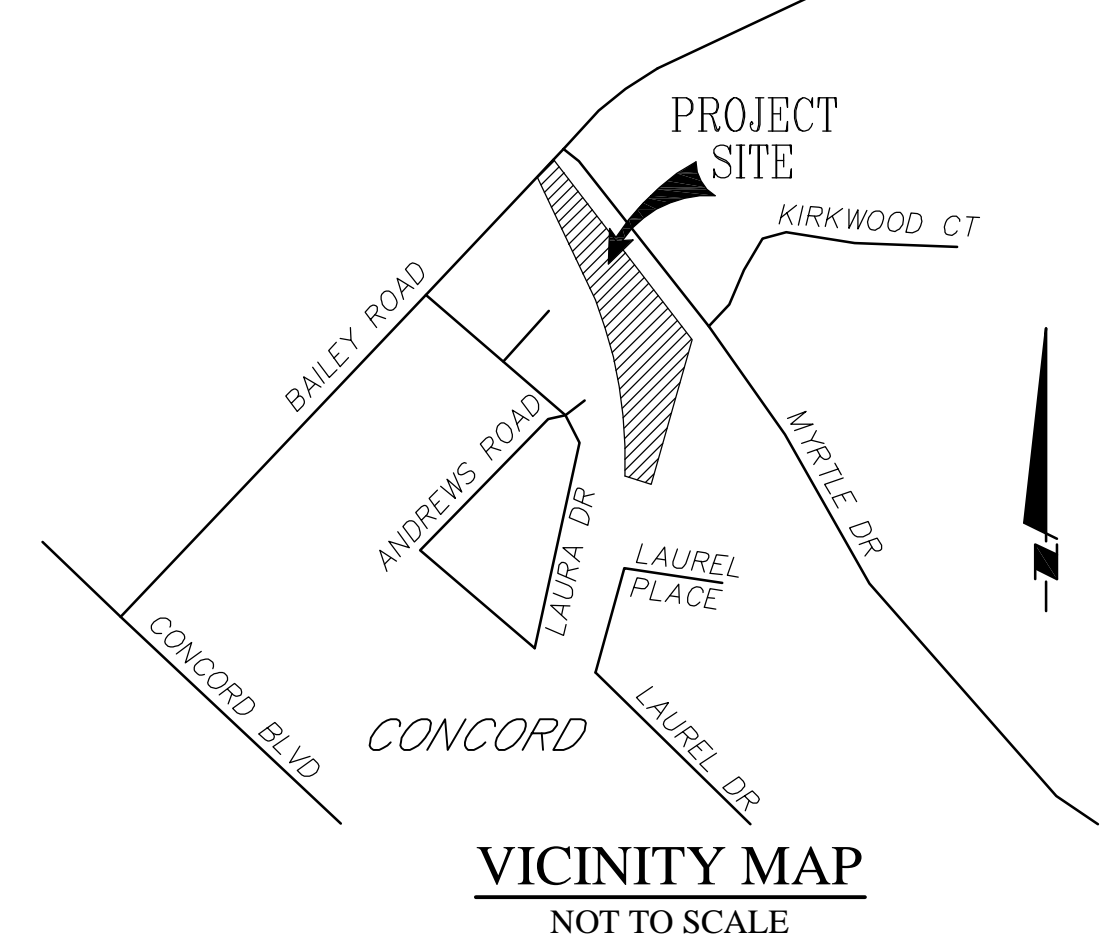 PROJECT
SITE
KIRKWOOD CT
BAILEY ROAD
ANDREWS ROAD
MYRTLE DR
LAURA DR
LAUREL
PLACE
CONCORD BLVD
LAUREL DR
CONCORD
N
VICINITY MAP
NOT TO SCALE